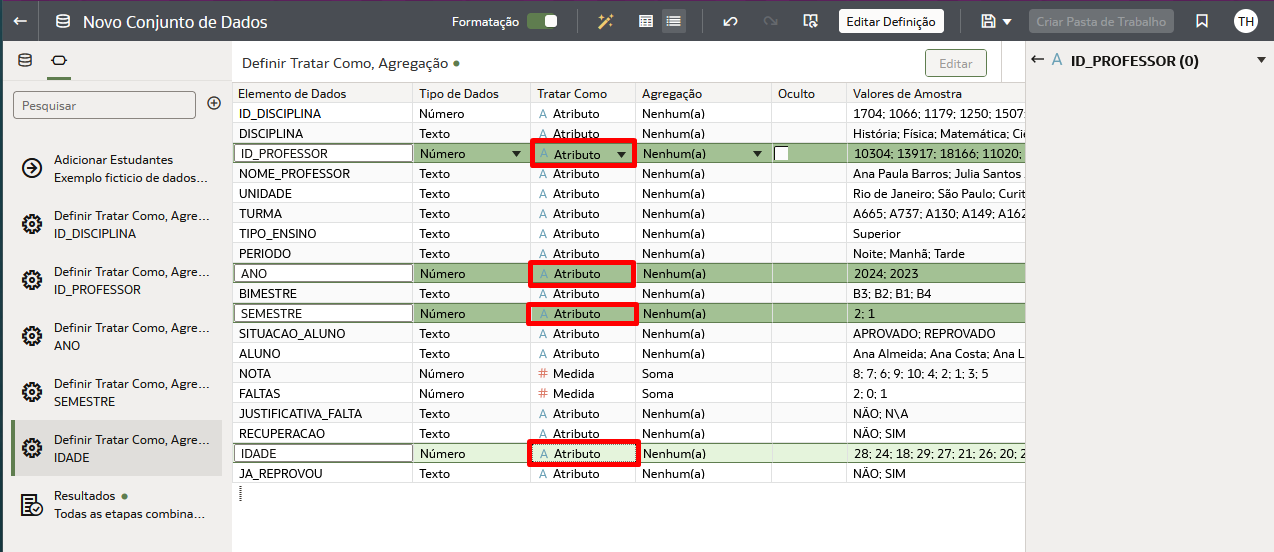 Novo Conjunto de Dados Formatação Editar Definição Criar Pasta de Trabalho TH
Pesquisar
Adicionar Estudantes
Exemplo ficticio de dados...
Definir Tratar Como, Agre...
ID_DISCIPLINA
Definir Tratar Como, Agre...
ID_PROFESSOR
Definir Tratar Como, Agre...
ANO
Definir Tratar Como, Agre...
SEMESTRE
Definir Tratar Como, Agre...
IDADE
Resultados
Todas as etapas combina...
Definir Tratar Como, Agregação Editar
Elemento de Dados Tipo de Dados Tratar Como Agregação Oculto Valores de Amostra
ID_DISCIPLINA Número A Atributo Nenhum(a) 1704; 1066; 1179; 1250; 1507;
DISCIPLINA Texto A Atributo Nenhum(a) História; Física; Matemática; Ci
ID_PROFESSOR Número A Atributo Nenhum(a) 10304; 13917; 18166; 11020;
NOME_PROFESSOR Texto A Atributo Nenhum(a) Ana Paula Barros; Julia Santos
UNIDADE Texto A Atributo Nenhum(a) Rio de Janeiro; São Paulo; Curit
TURMA Texto A Atributo Nenhum(a) A665; A737; A130; A149; A162
TIPO_ENSINO Texto A Atributo Nenhum(a) Superior
PERIODO Texto A Atributo Nenhum(a) Noite; Manhã; Tarde
ANO Número A Atributo Nenhum(a) 2024; 2023
BIMESTRE Texto A Atributo Nenhum(a) B3; B2; B1; B4
SEMESTRE Número A Atributo Nenhum(a) 2; 1
SITUACAO_ALUNO Texto A Atributo Nenhum(a) APROVADO; REPROVADO
ALUNO Texto A Atributo Nenhum(a) Ana Almeida; Ana Costa; Ana L
NOTA Número # Medida Soma 8; 7; 6; 9; 10; 4; 2; 1; 3; 5
FALTAS Número # Medida Soma 2; 0; 1
JUSTIFICATIVA_FALTA Texto A Atributo Nenhum(a) NÃO; N\A
RECUPERACAO Texto A Atributo Nenhum(a) NÃO; SIM
IDADE Número A Atributo Nenhum(a) 28; 24; 18; 29; 27; 21; 26; 20; 2
JA_REPROVOU Texto A Atributo Nenhum(a) NÃO; SIM
A ID_PROFESSOR (0)